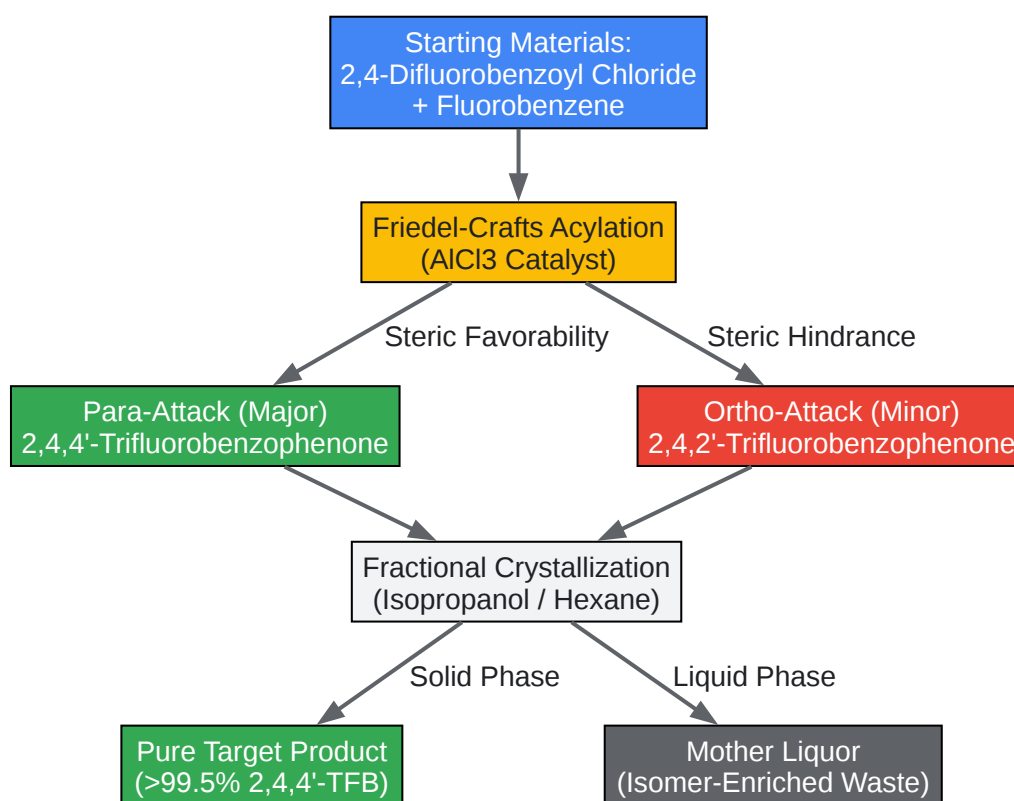 Starting Materials:
2,4-Difluorobenzoyl Chloride
+ Fluorobenzene
Friedel-Crafts Acylation
(AlCl3 Catalyst)
Steric Favorability
Steric Hindrance
Para-Attack (Major)
2,4,4'-Trifluorobenzophenone
Ortho-Attack (Minor)
2,4,2'-Trifluorobenzophenone
Fractional Crystallization
(Isopropanol / Hexane)
Solid Phase
Liquid Phase
Pure Target Product
(>99.5% 2,4,4'-TFB)
Mother Liquor
(Isomer-Enriched Waste)